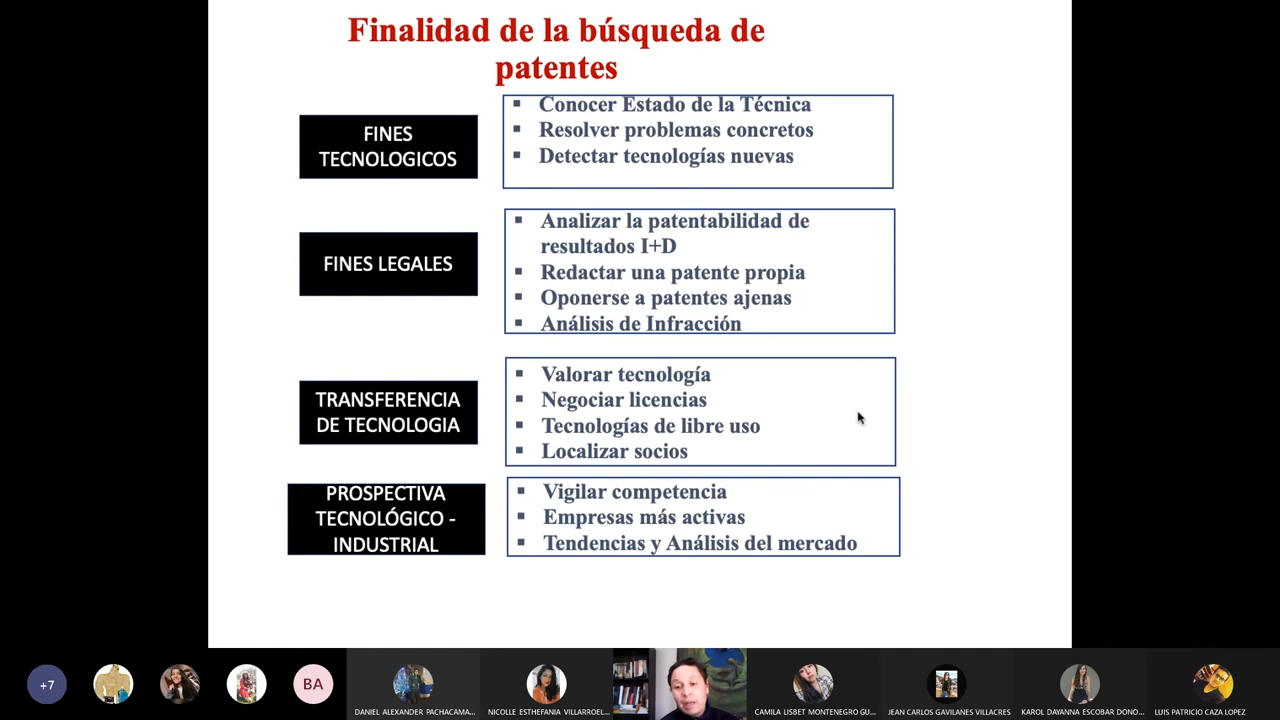 Finalidad de la búsqueda de
patentes
FINES
TECNOLOGICOS
▪ Conocer Estado de la Técnica
▪ Resolver problemas concretos
▪ Detectar tecnologías nuevas
FINES LEGALES
▪ Analizar la patentabilidad de
resultados I+D
▪ Redactar una patente propia
▪ Oponerse a patentes ajenas
▪ Análisis de Infracción
TRANSFERENCIA
DE TECNOLOGIA
▪ Valorar tecnología
▪ Negociar licencias
▪ Tecnologías de libre uso
▪ Localizar socios
PROSPECTIVA
TECNOLÓGICO -
INDUSTRIAL
▪ Vigilar competencia
▪ Empresas más activas
▪ Tendencias y Análisis del mercado
+7
BA
DANIEL ALEXANDER PACHACAMA...
NICOLLE ESTHEFANIA VILLARROEL...
CAMILA LISBET MONTENEGRO GU...
JEAN CARLOS GAVILANES VILLACRES
KAROL DAYANNA ESCOBAR DONO...
LUIS PATRICIO CAZA LOPEZ